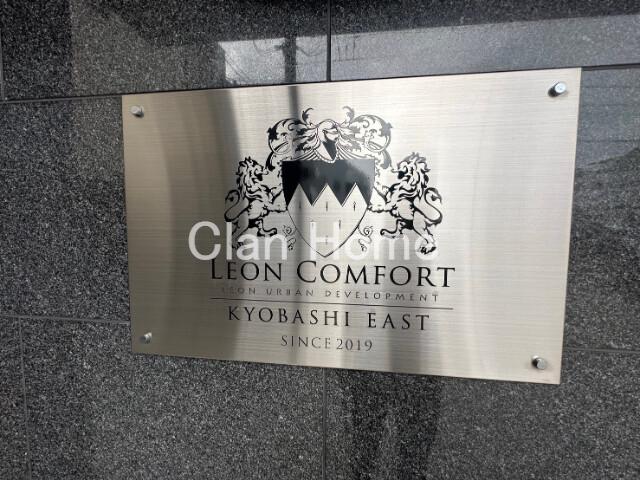 Clan Home
LEON COMFORT
LEON URBAN DEVELOPMENT
KYOBASHI EAST
SINCE 2019